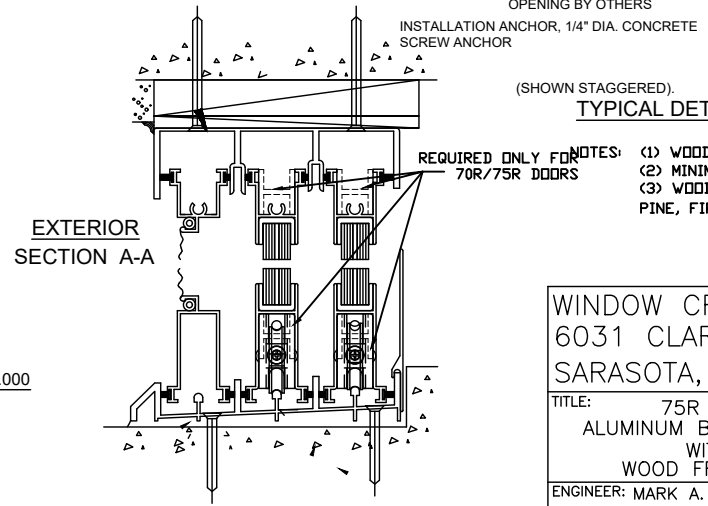 OPENING BY OTHERS
INSTALLATION ANCHOR, 1/4" DIA. CONCRETE
SCREW ANCHOR
(SHOWN STAGGERED).
TYPICAL DET
REQUIRED ONLY FOR
70R/75R DOORS
NOTES: (1) WOOD
(2) MINIM
(3) WOOD
PINE, FIR
EXTERIOR
SECTION A-A
.000
WINDOW CR
6031 CLAR
SARASOTA,
TITLE: 75R
ALUMINUM B
WIT
WOOD FR
ENGINEER: MARK A.